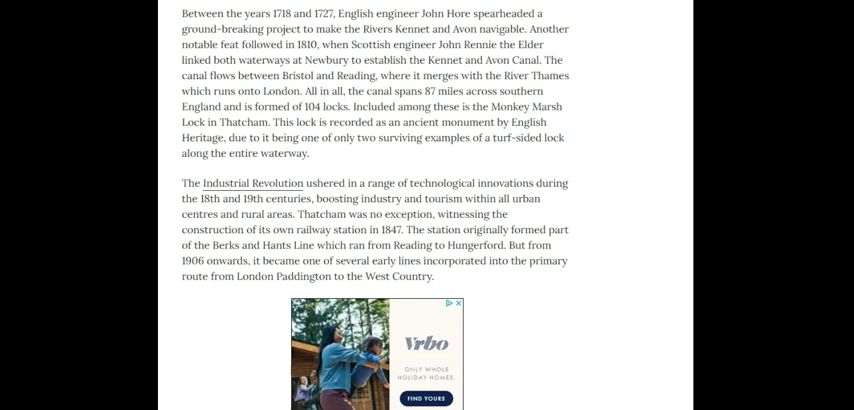 Between the years 1718 and 1727, English engineer John Hore spearheaded a
ground-breaking project to make the Rivers Kennet and Avon navigable. Another
notable feat followed in 1810, when Scottish engineer John Rennie the Elder
linked both waterways at Newbury to establish the Kennet and Avon Canal. The
canal flows between Bristol and Reading, where it merges with the River Thames
which runs onto London. All in all, the canal spans 87 miles across southern
England and is formed of 104 locks. Included among these is the Monkey Marsh
Lock in Thatcham. This lock is recorded as an ancient monument by English
Heritage, due to it being one of only two surviving examples of a turf-sided lock
along the entire waterway.
The Industrial Revolution ushered in a range of technological innovations during
the 18th and 19th centuries, boosting industry and tourism within all urban
centres and rural areas. Thatcham was no exception, witnessing the
construction of its own railway station in 1847. The station originally formed part
of the Berks and Hants Line which ran from Reading to Hungerford. But from
1906 onwards, it became one of several early lines incorporated into the primary
route from London Paddington to the West Country.
Vrbo
ONLY WHOLE
HOLIDAY HOMES.
FIND YOURS